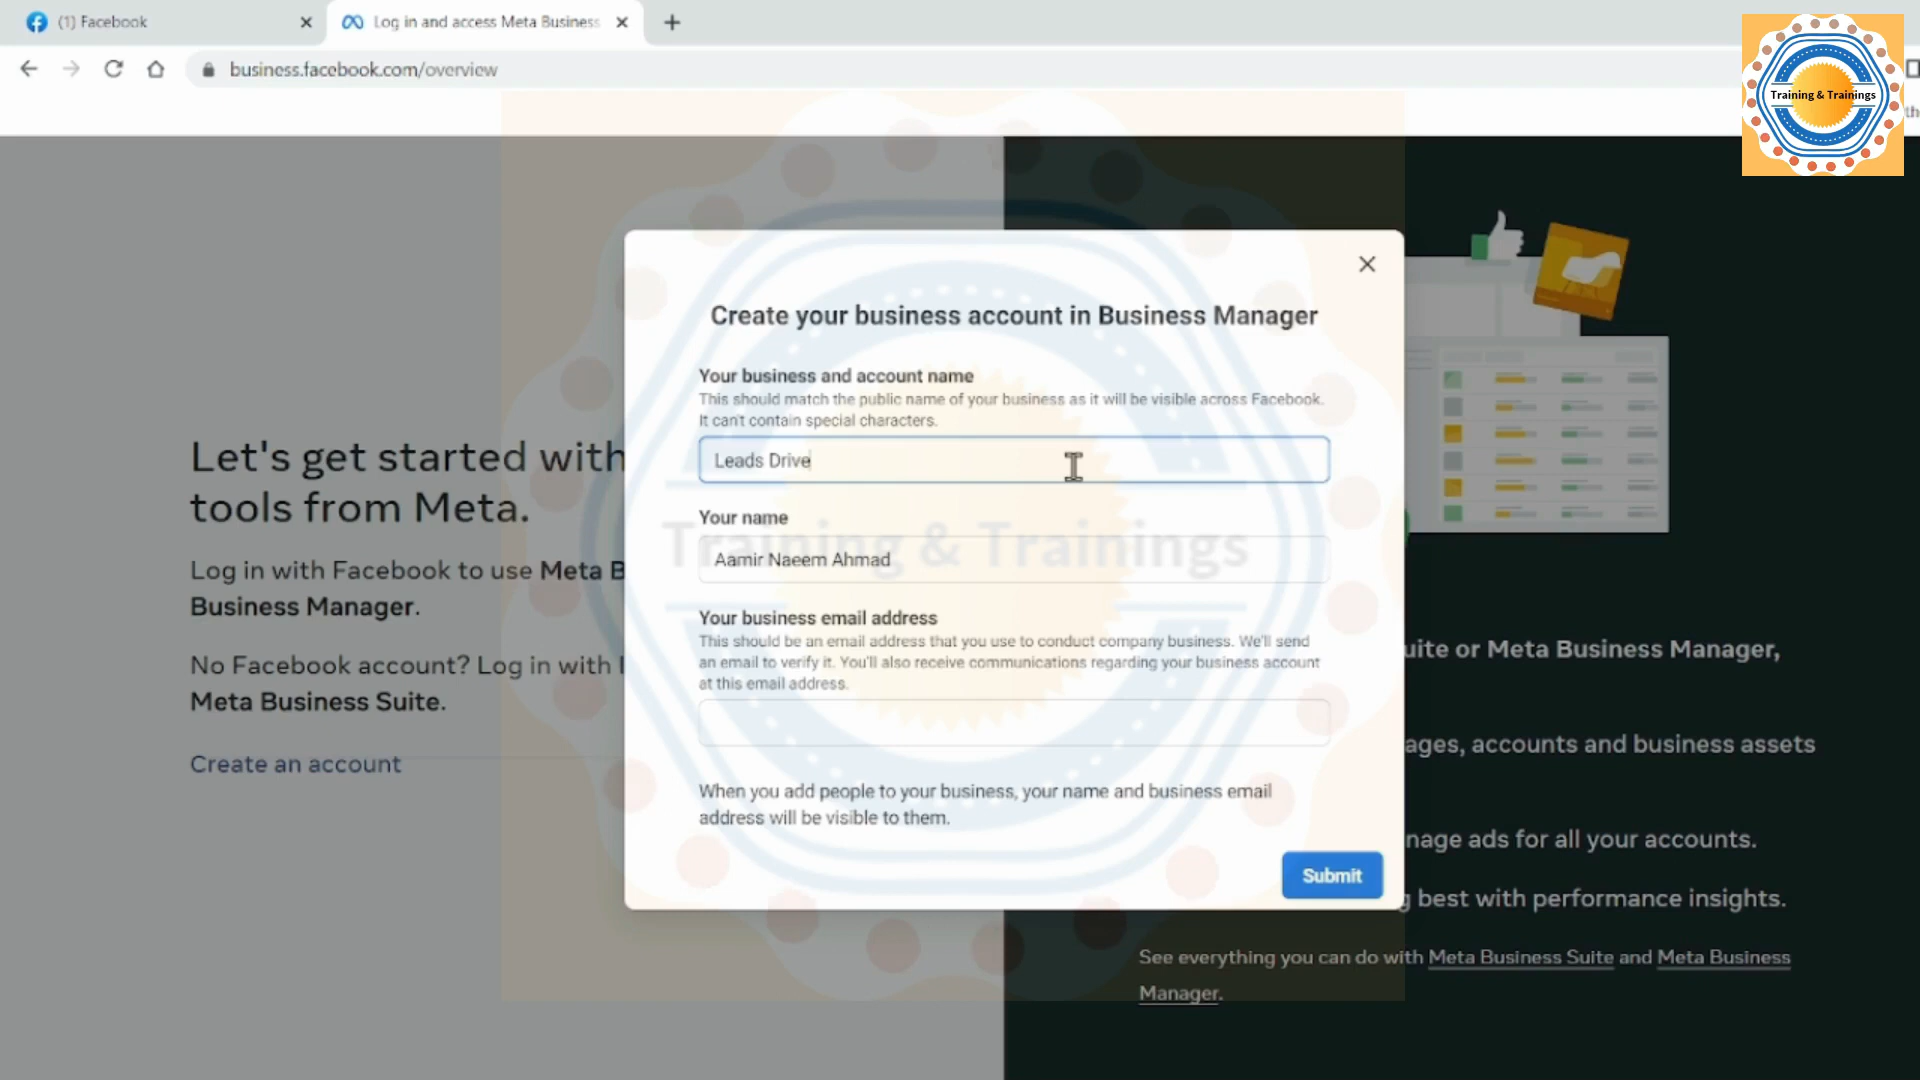 (1) Facebook
Log in and access Meta Business
business.facebook.com/overview
Training & Trainings
Create your business account in Business Manager
Your business and account name
This should match the public name of your business as it will be visible across Facebook.
It can't contain special characters.
Leads Drive
Your name
Aamir Naeem Ahmad
Your business email address
This should be an email address that you use to conduct company business. We'll send
an email to verify it. You'll also receive communications regarding your business account
at this email address.
When you add people to your business, your name and business email
address will be visible to them.
Submit
Let's get started with
tools from Meta.
Log in with Facebook to use Meta B
Business Manager.
No Facebook account? Log in with
Meta Business Suite.
Create an account
Training & Trainings
uite or Meta Business Manager,
ages, accounts and business assets
nage ads for all your accounts.
g best with performance insights.
See everything you can do with Meta Business Suite and Meta Business
Manager.